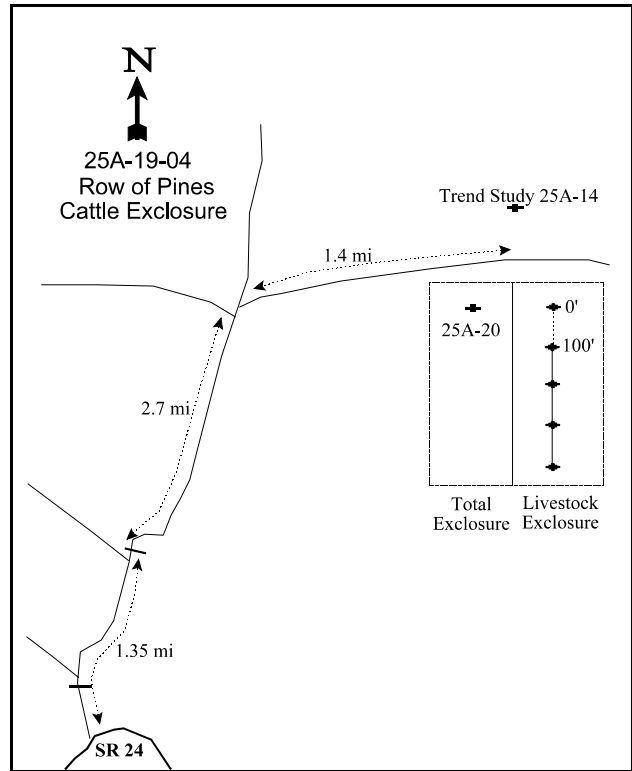 N
25A-19-04
Row of Pines
Cattle Exclosure
Trend Study 25A-14
1.4 mi
0'
25A-20
100'
2.7 mi
Total
Exclosure
Livestock
Exclosure
1.35 mi
SR 24